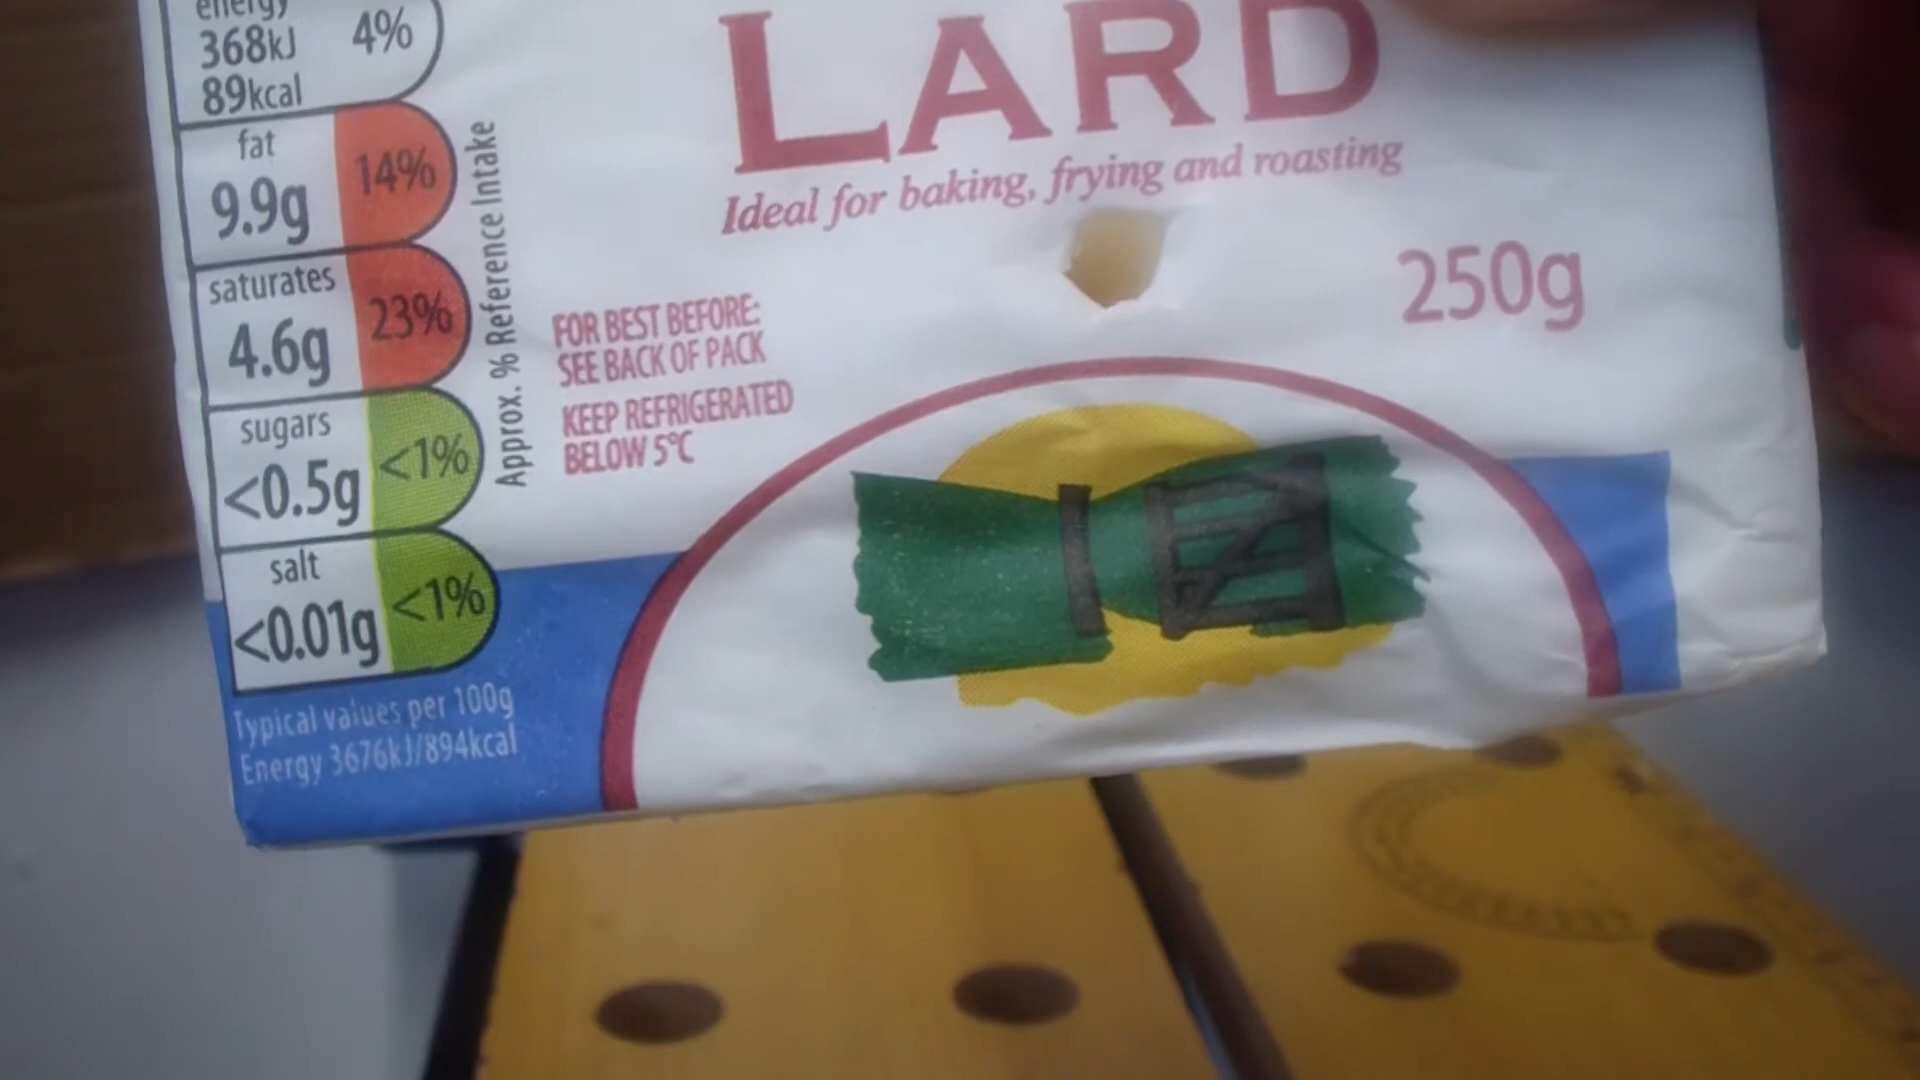 energy
368kJ 4%
89kcal
fat
9.9g 14%
saturates
4.6g 23%
sugars
<0.5g <1%
salt
<0.01g <1%
Approx. % Reference Intake
Typical values per 100g
Energy 3676kJ/894kcal
LARD
Ideal for baking, frying and roasting
250g
FOR BEST BEFORE:
SEE BACK OF PACK
KEEP REFRIGERATED
BELOW 5°C